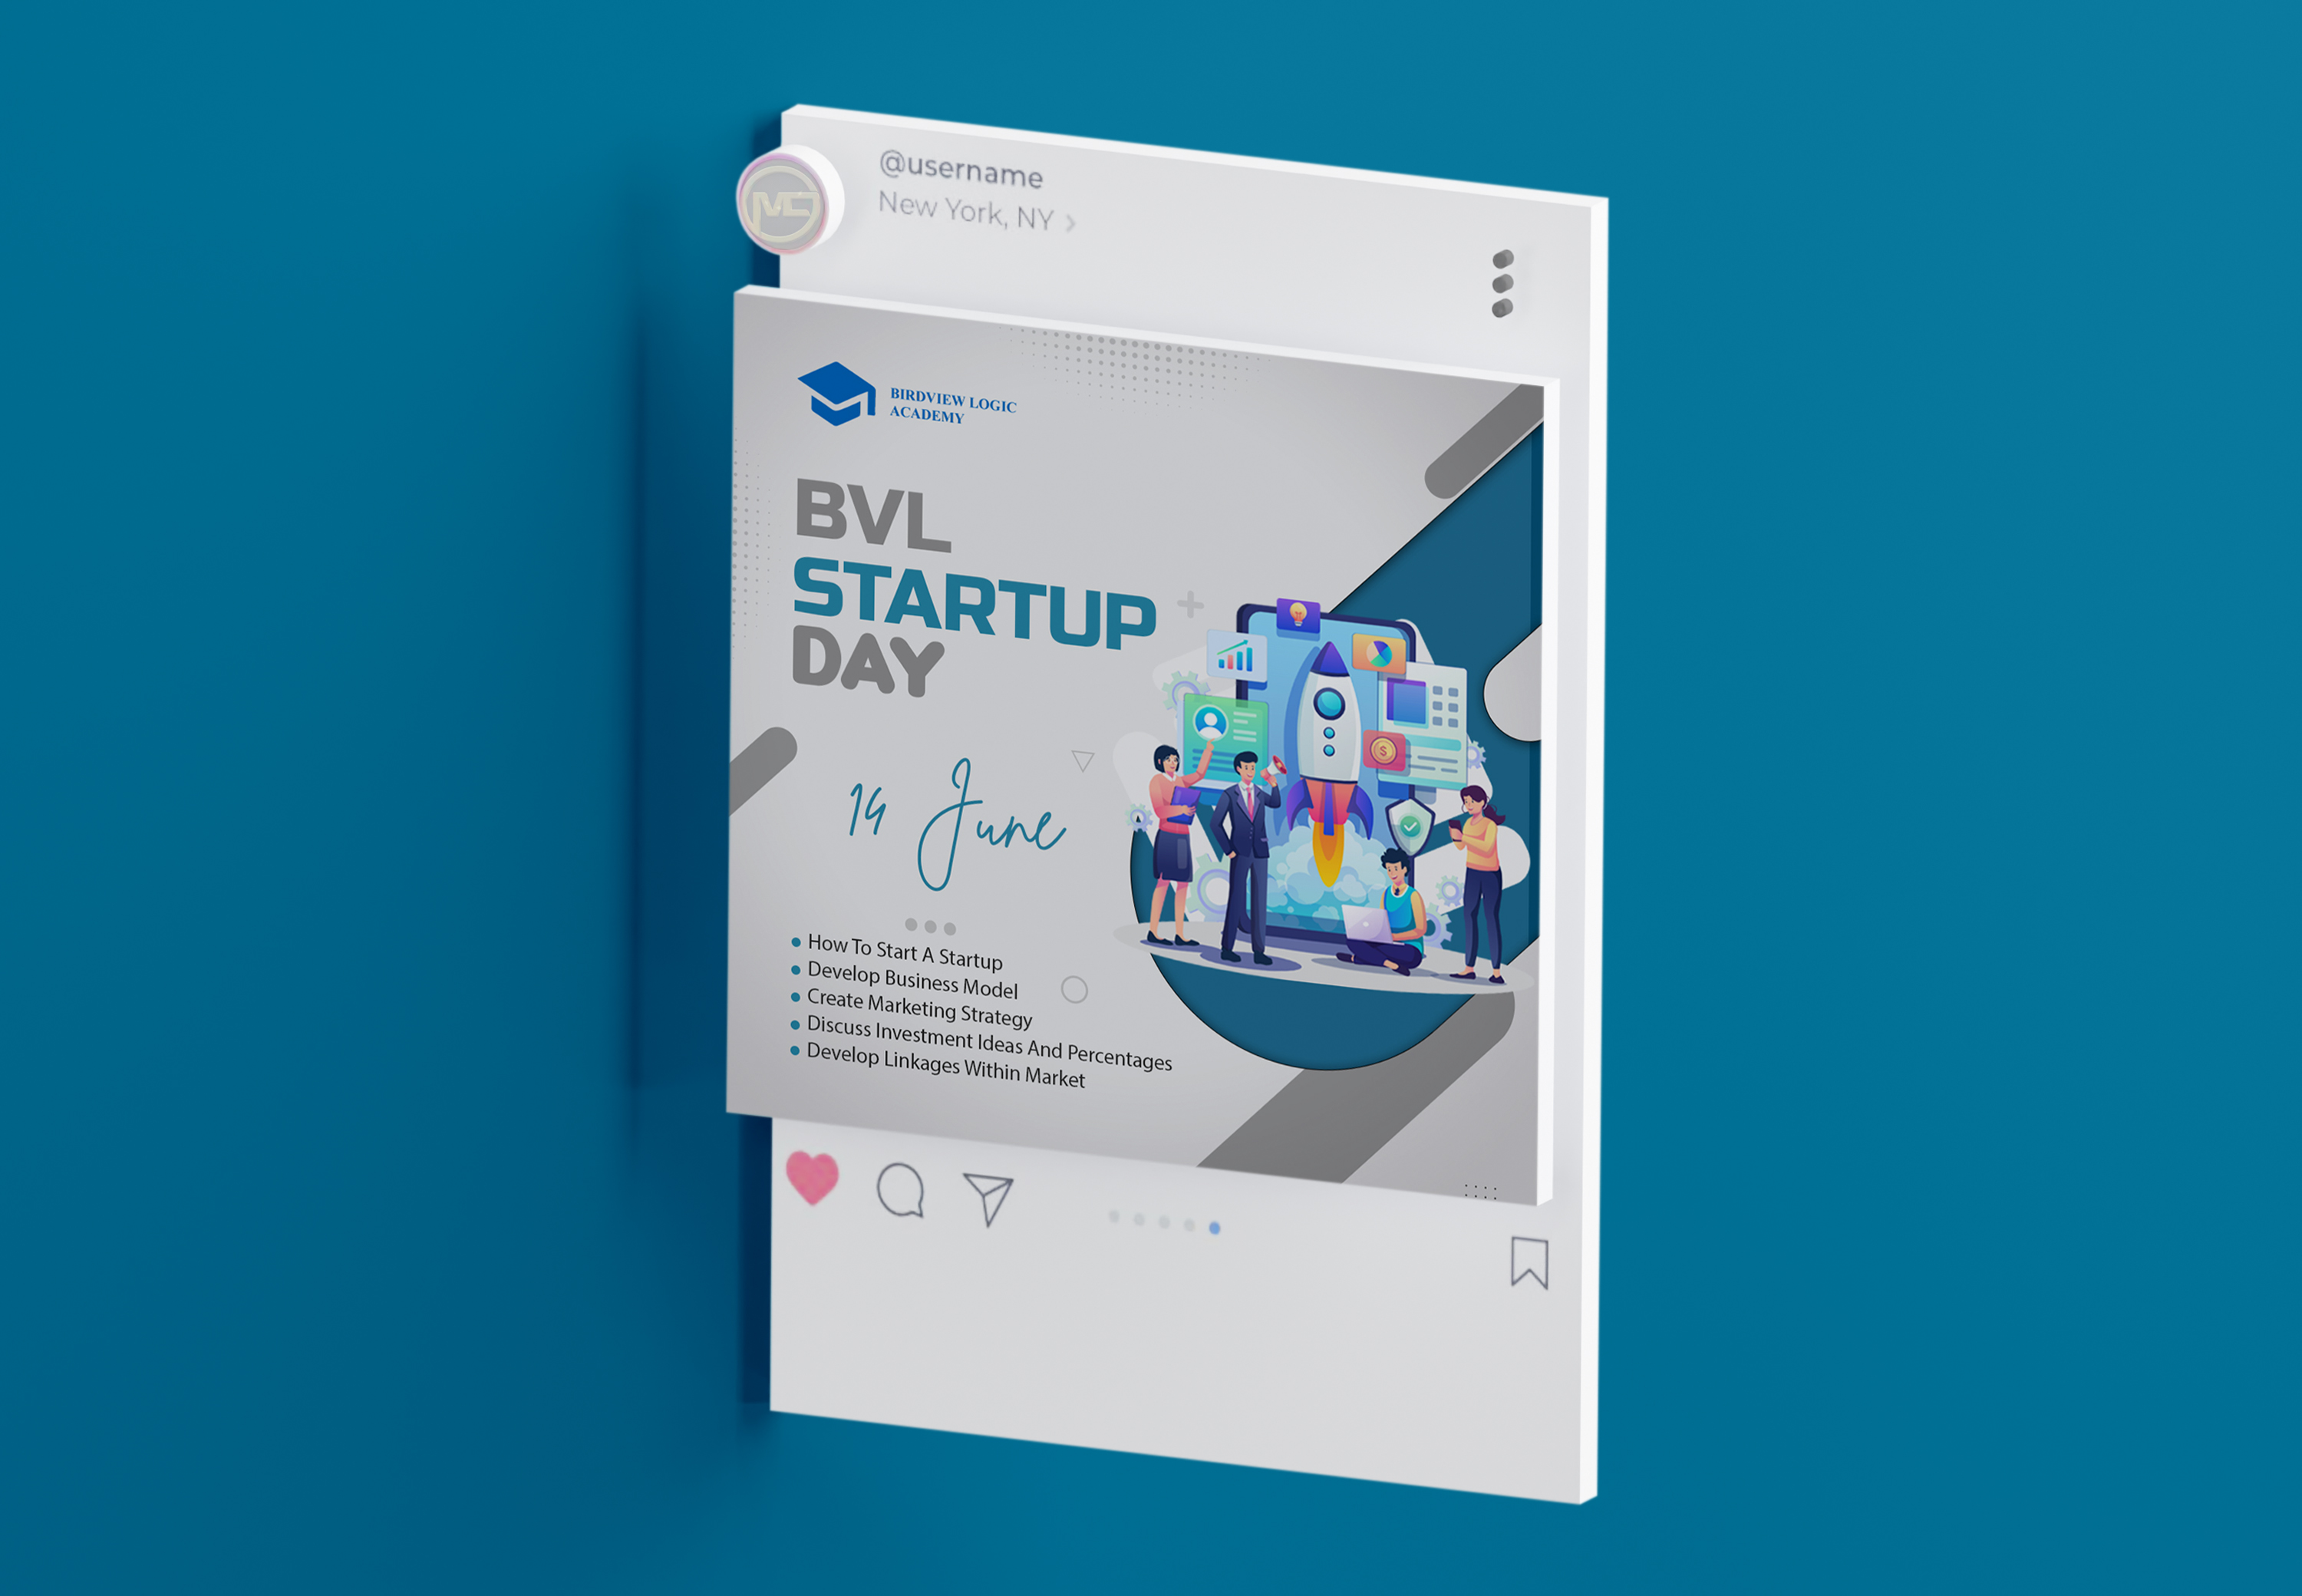 @username
New York, NY >
MC
BIRDVIEW LOGIC
ACADEMY
BVL
STARTUP
DAY
14 June
How To Start A Startup
Develop Business Model
Create Marketing Strategy
Discuss Investment Ideas And Percentages
Develop Linkages Within Market